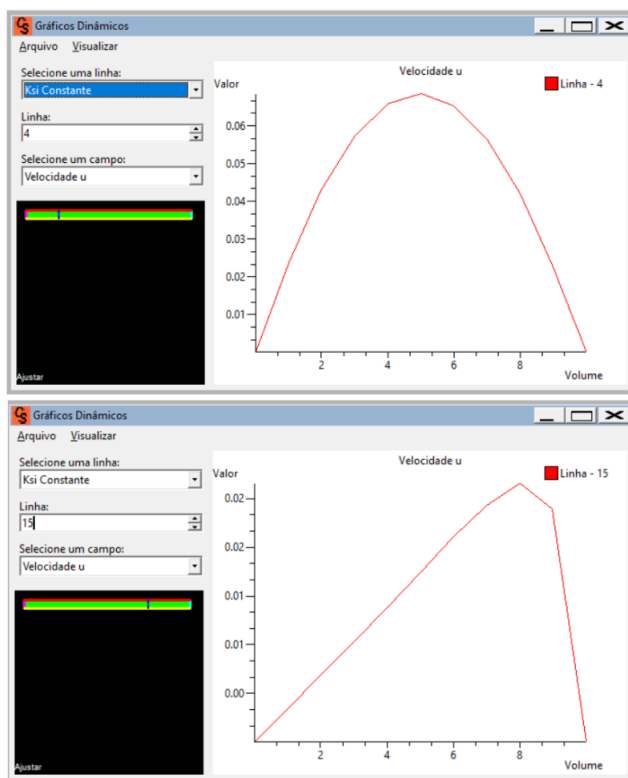 Gráficos Dinâmicos
Arquivo Visualizar
Selecione uma linha:
Ksi Constante
Linha:
4
Selecione um campo:
Velocidade u
Ajustar
Velocidade u
Valor
Linha - 4
0.06
0.05
0.04
0.03
0.02
0.01
2 4 6 8
Volume
Gráficos Dinâmicos
Arquivo Visualizar
Selecione uma linha:
Ksi Constante
Linha:
15
Selecione um campo:
Velocidade u
Ajustar
Velocidade u
Valor
Linha - 15
0.02
0.02
0.01
0.01
0.00
2 4 6 8
Volume